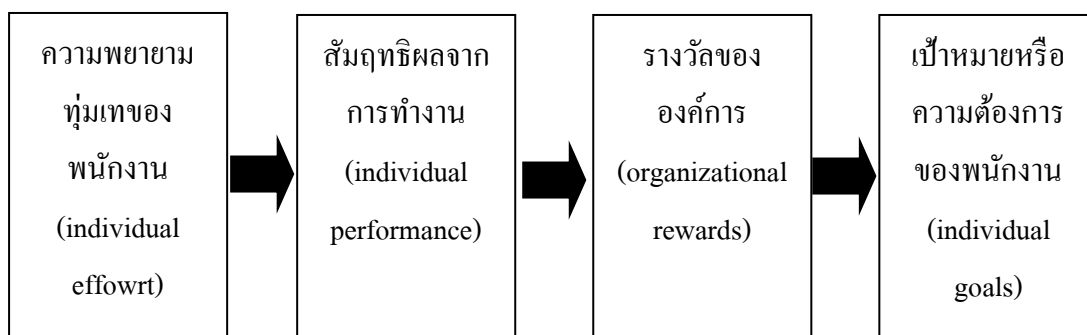 ความพยายาม
ทุ่มเทของ
พนักงาน
(individual
effowrt)
สัมฤทธิผลจาก
การทำงาน
(individual
performance)
รางวัลของ
องค์การ
(organizational
rewards)
เป้าหมายหรือ
ความต้องการ
ของพนักงาน
(individual
goals)